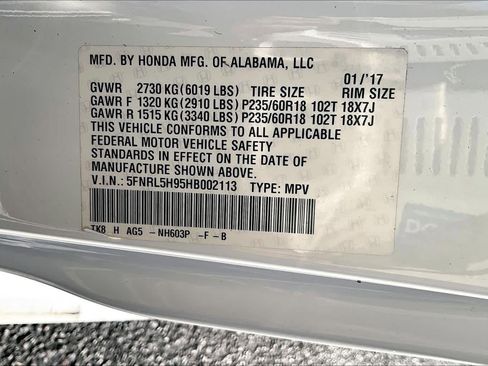 MFD. BY HONDA MFG. OF ALABAMA, LLC
01/'17
GVWR 2730 KG(6019 LBS) TIRE SIZE RIM SIZE
GAWR F 1320 KG(2910 LBS) P235/60R18 102T 18X7J
GAWR R 1515 KG(3340 LBS) P235/60R18 102T 18X7J
THIS VEHICLE CONFORMS TO ALL APPLICABLE
FEDERAL MOTOR VEHICLE SAFETY
STANDARDS IN EFFECT ON THE DATE OF
MANUFACTURE SHOWN ABOVE.
V.I.N.: 5FNRL5H95HB002113 TYPE: MPV
TK8 H AG5 -NH603P -F -B